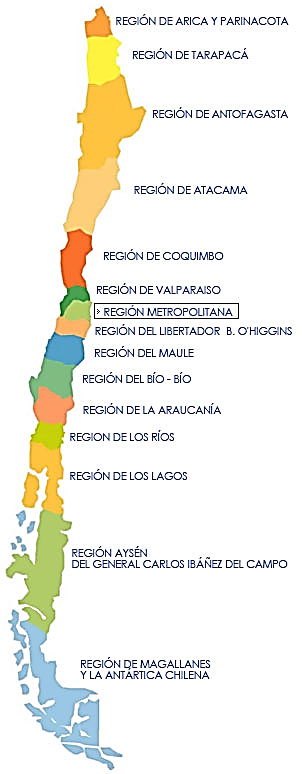 REGIÓN DE ARICA Y PARINACOTA
REGIÓN DE TARAPACÁ
REGIÓN DE ANTOFAGASTA
REGIÓN DE ATACAMA
REGIÓN DE COQUIMBO
REGIÓN DE VALPARAISO
> REGIÓN METROPOLITANA
REGIÓN DEL LIBERTADOR B. O'HIGGINS
REGIÓN DEL MAULE
REGIÓN DEL BÍO - BÍO
REGIÓN DE LA ARAUCANÍA
REGION DE LOS RÍOS
REGIÓN DE LOS LAGOS
REGIÓN AYSÉN
DEL GENERAL CARLOS IBÁÑEZ DEL CAMPO
REGIÓN DE MAGALLANES
Y LA ANTÁRTICA CHILENA